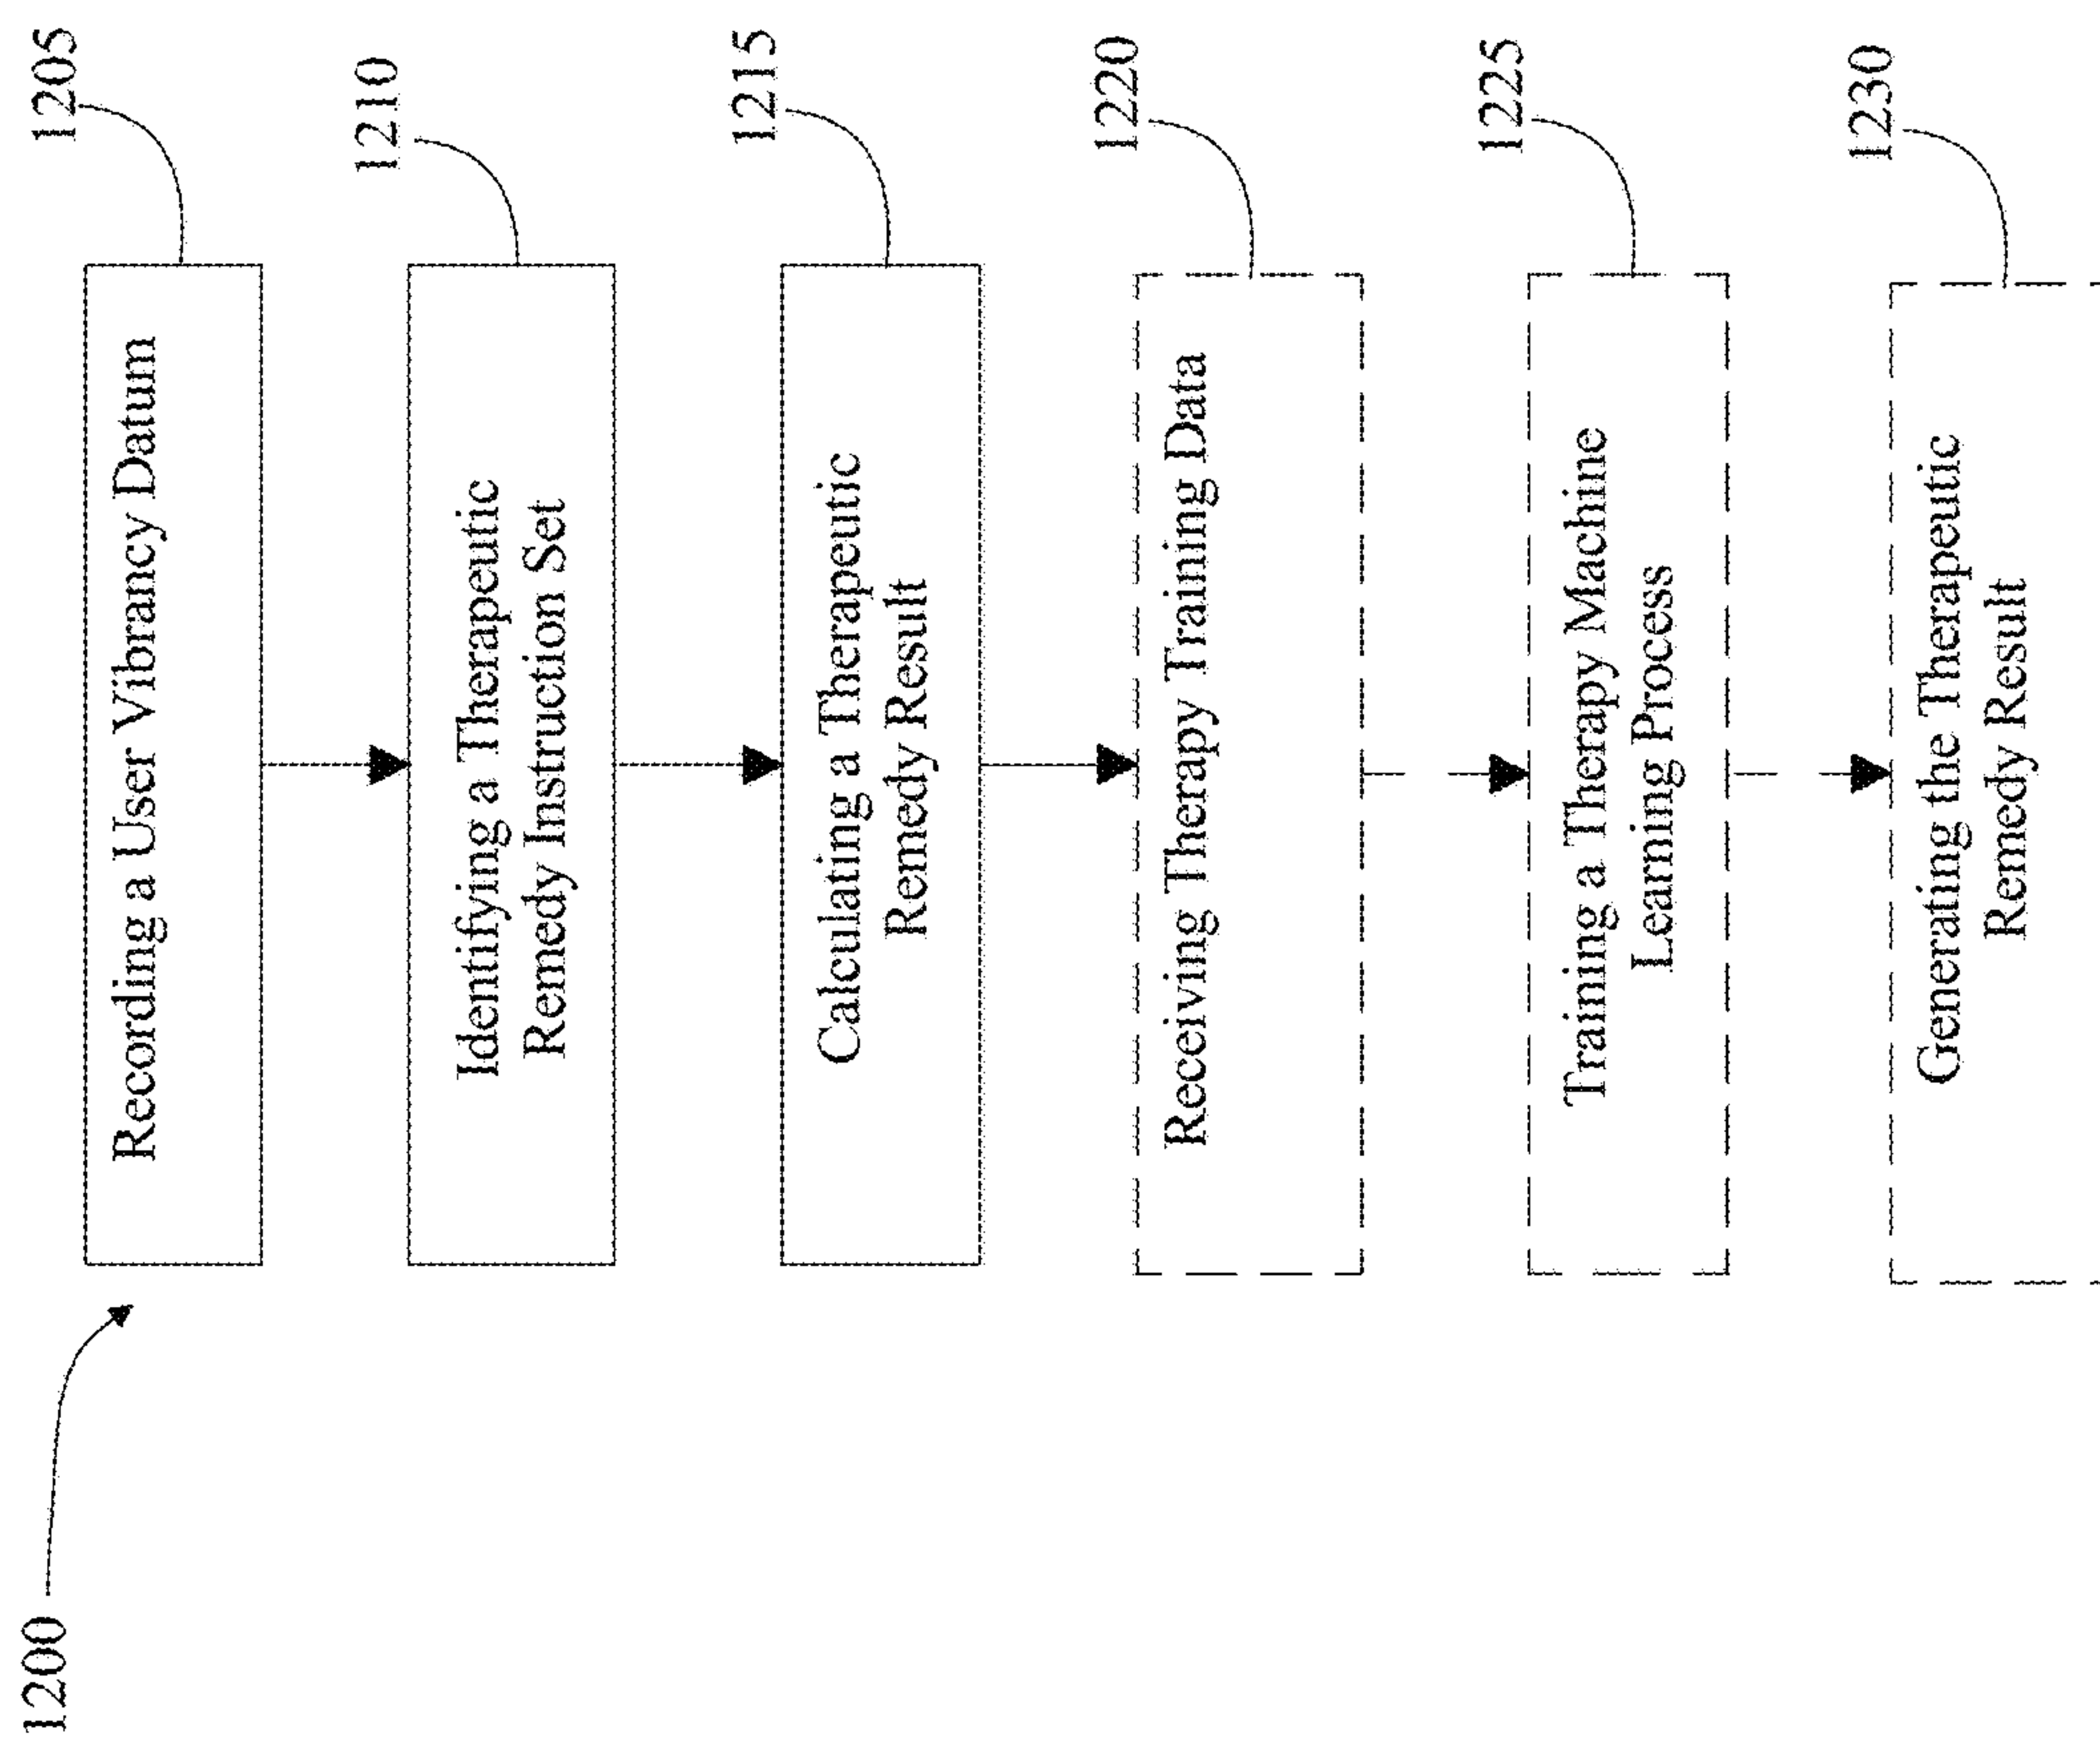 1200
1205
Recording a User Vibrancy Datum
1210
Identifying a Therapeutic
Remedy Instruction Set
1215
Calculating a Therapeutic
Remedy Result
1220
Receiving Therapy Training Data
1225
Training a Therapy Machine
Learning Process
1230
Generating the Therapeutic
Remedy Result